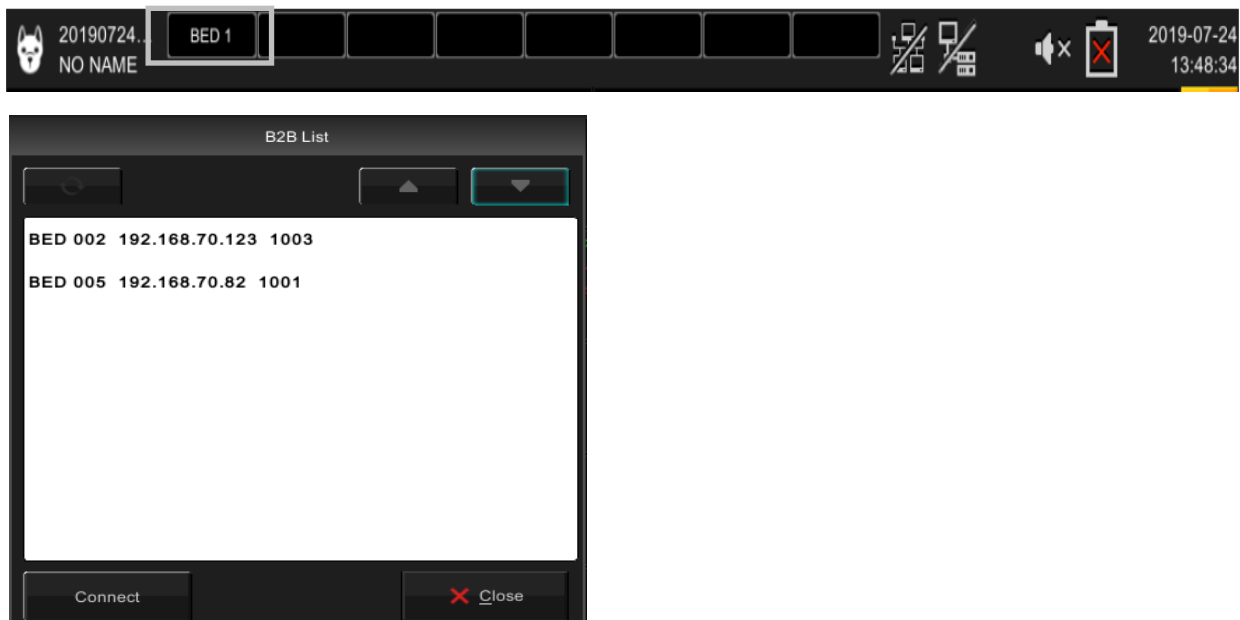 20190724... BED 1 2019-07-24
NO NAME × 13:48:34
B2B List
BED 002 192.168.70.123 1003
BED 005 192.168.70.82 1001
Connect Close